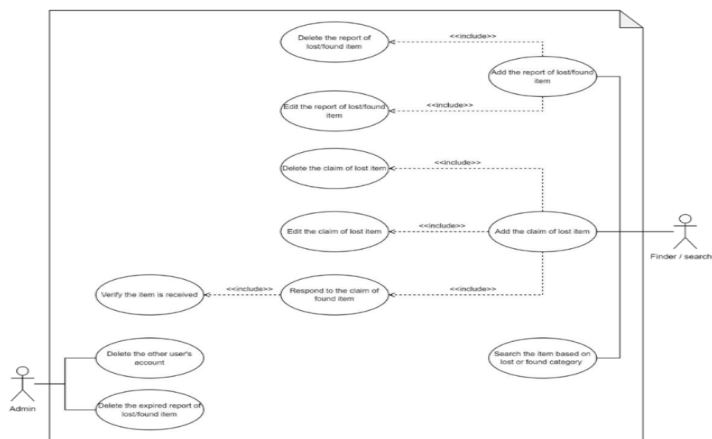 Delete the report of
lost/found item
<<include>>
Add the report of lost/found
item
Edit the report of lost/found
item
<<include>>
Delete the claim of lost item
<<include>>
Edit the claim of lost item
<<include>>
Add the claim of lost item
Finder / search
Verify the item is received
<<include>>
Respond to the claim of
found item
<<include>>
Delete the other user's
account
Search the item based on
lost or found category
Admin
Delete the expired report of
lost/found item